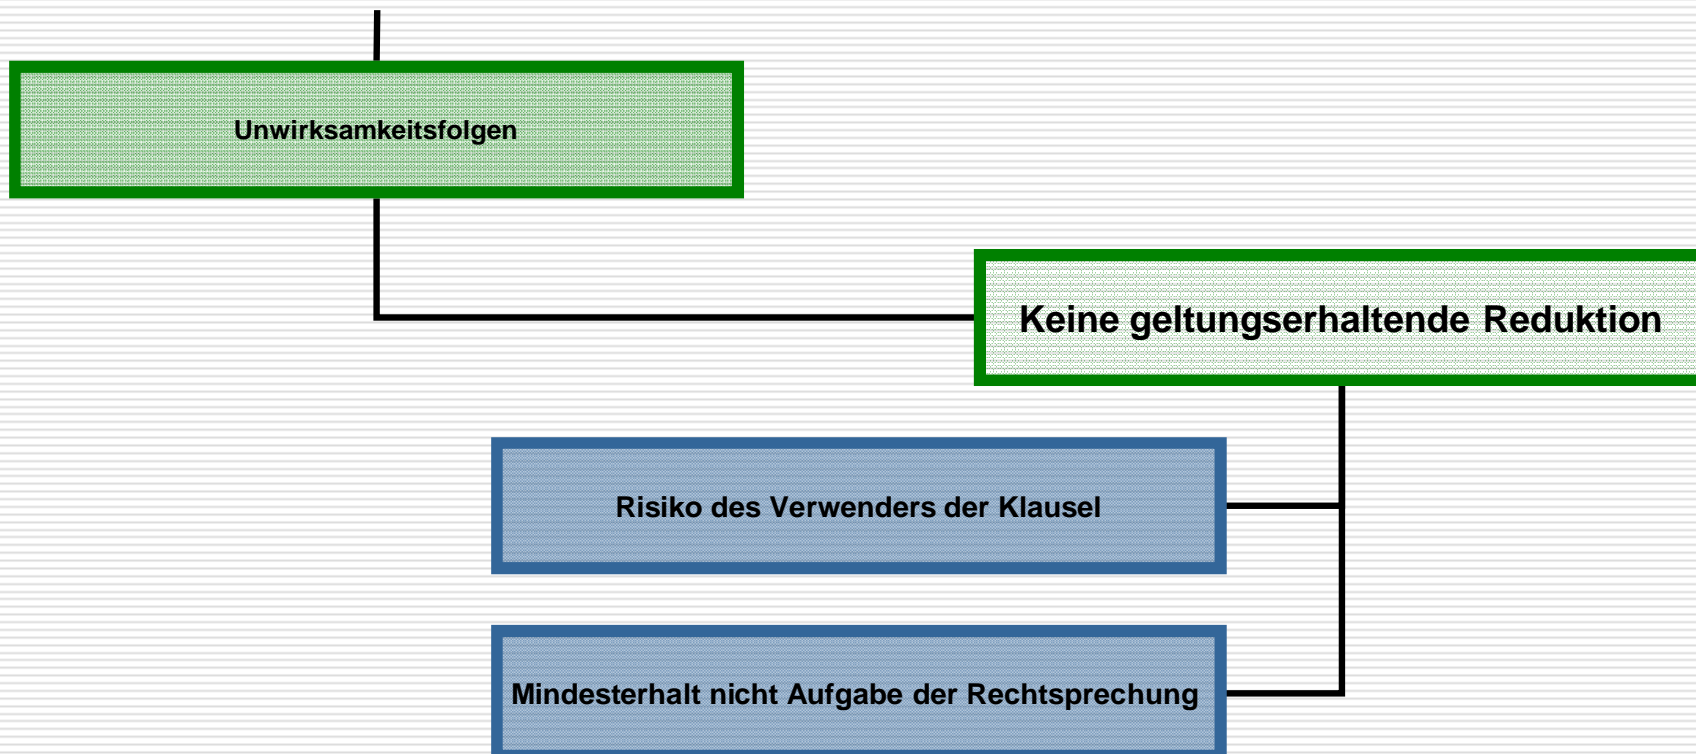 Unwirksamkeitsfolgen
Keine geltungserhaltende Reduktion
Risiko des Verwenders der Klausel
Mindesterhalt nicht Aufgabe der Rechtsprechung